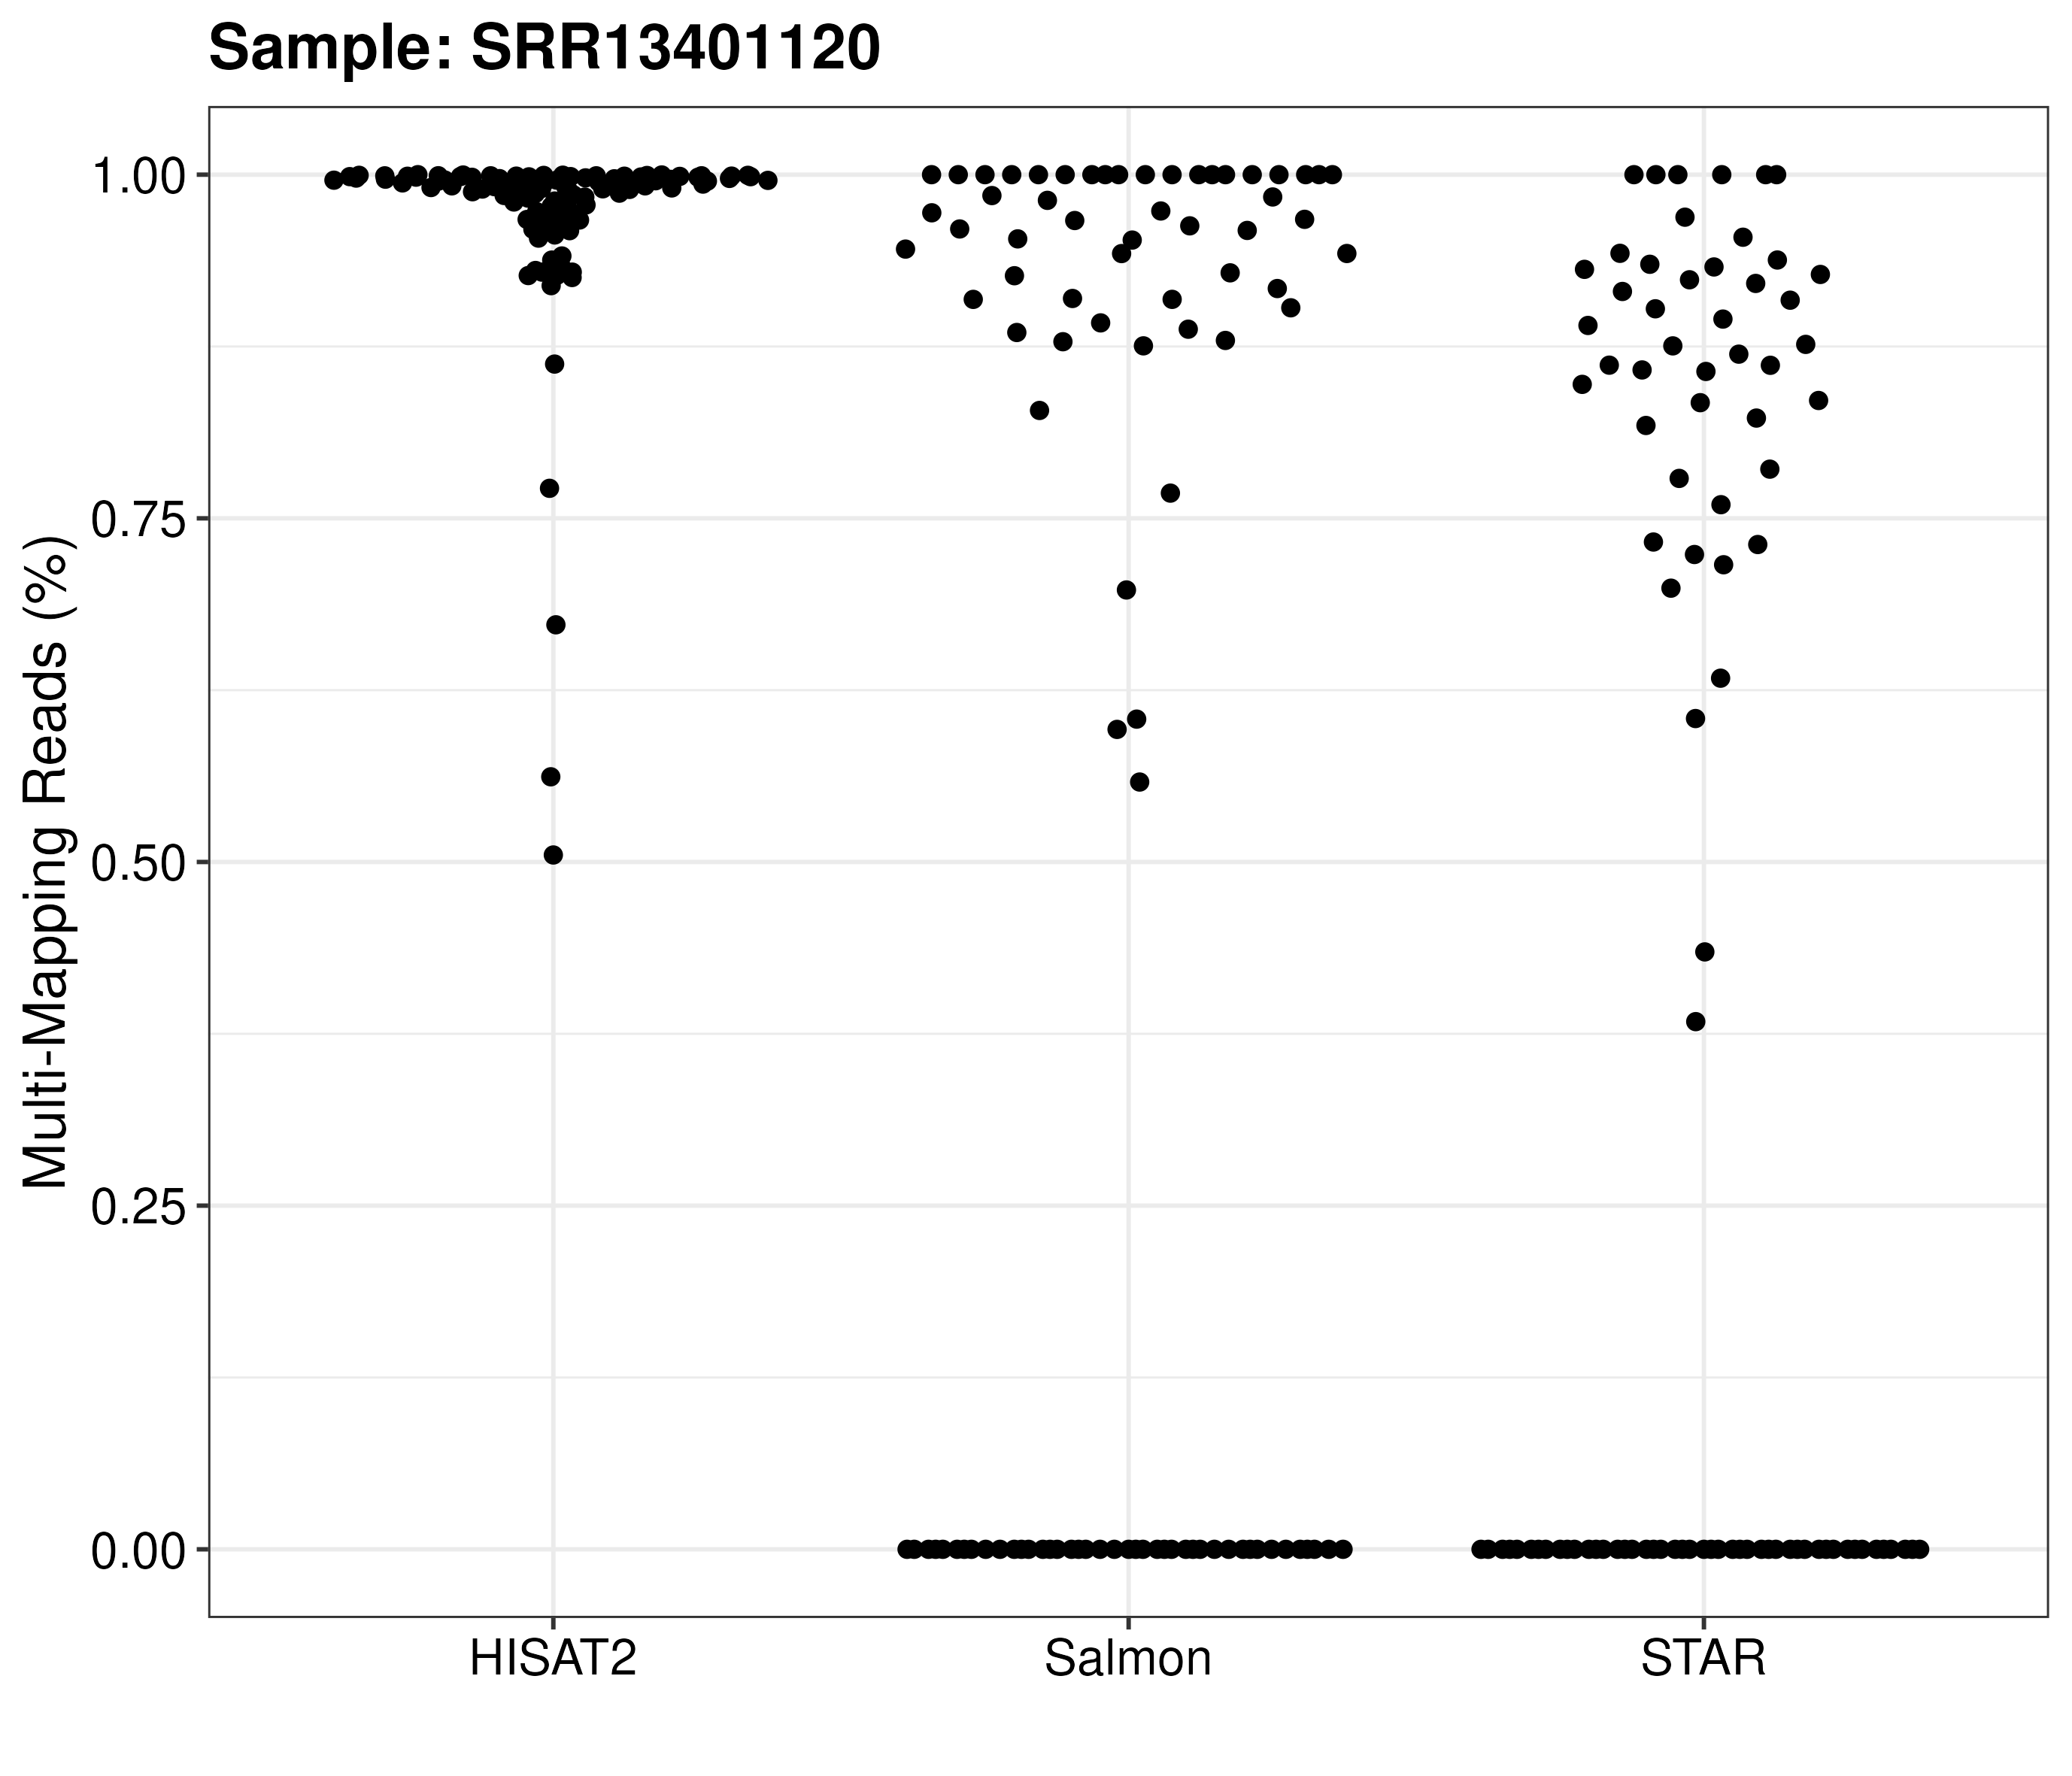 Sample: SRR13401120
Multi-Mapping Reads (%)
1.00
0.75
0.50
0.25
0.00
HISAT2
Salmon
STAR